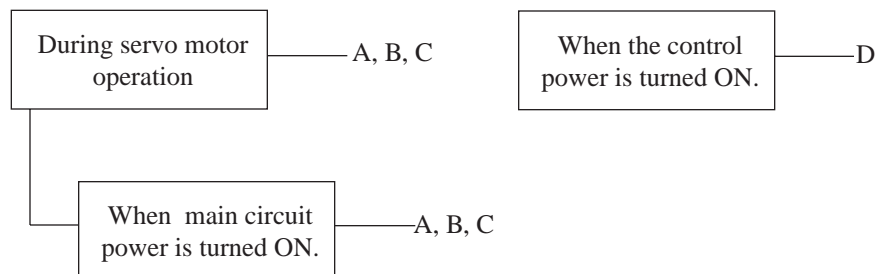 During servo motor
operation
A, B, C
When the control
power is turned ON.
D
When main circuit
power is turned ON.
A, B, C